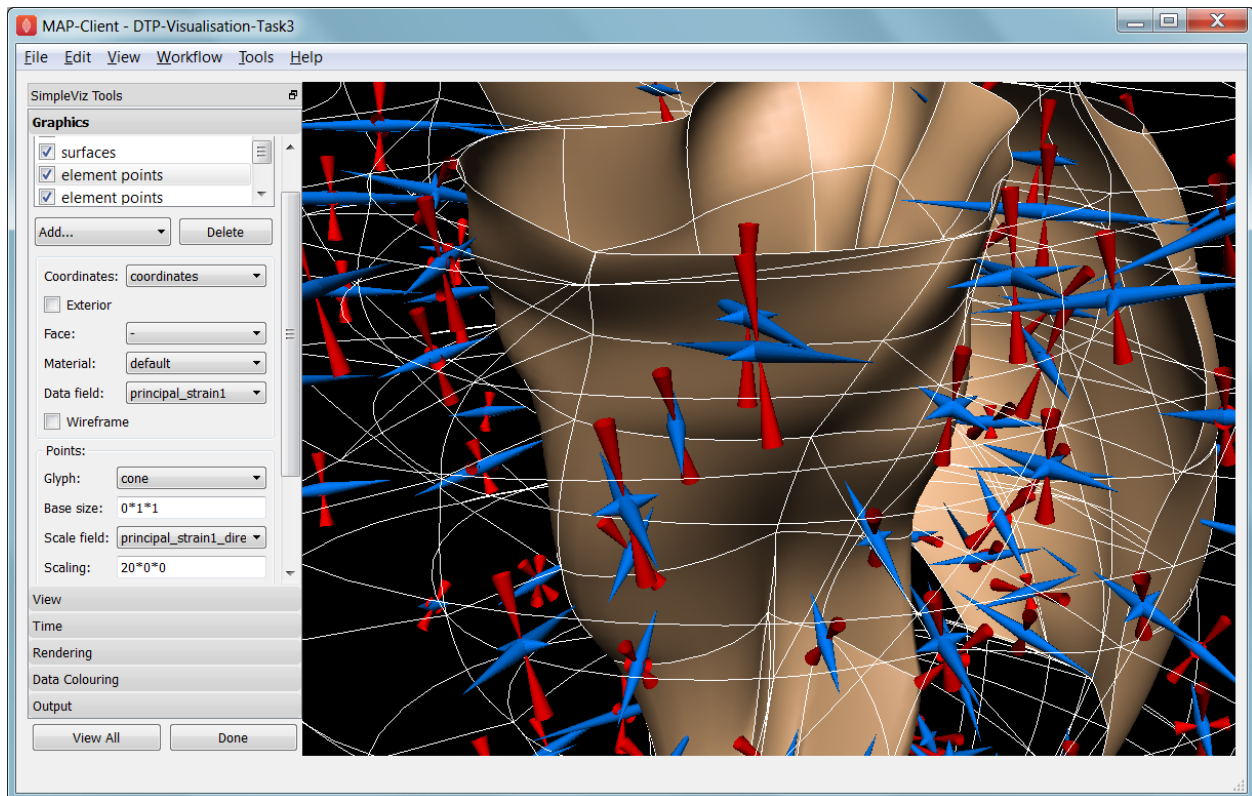 MAP-Client - DTP-Visualisation-Task3
File Edit View Workflow Tools Help
SimpleViz Tools
Graphics
surfaces
element points
element points
Add... Delete
Coordinates: coordinates
Exterior
Face: -
Material: default
Data field: principal_strain1
Wireframe
Points:
Glyph: cone
Base size: 0*1*1
Scale field: principal_strain1_dire
Scaling: 20*0*0
View
Time
Rendering
Data Colouring
Output
View All Done